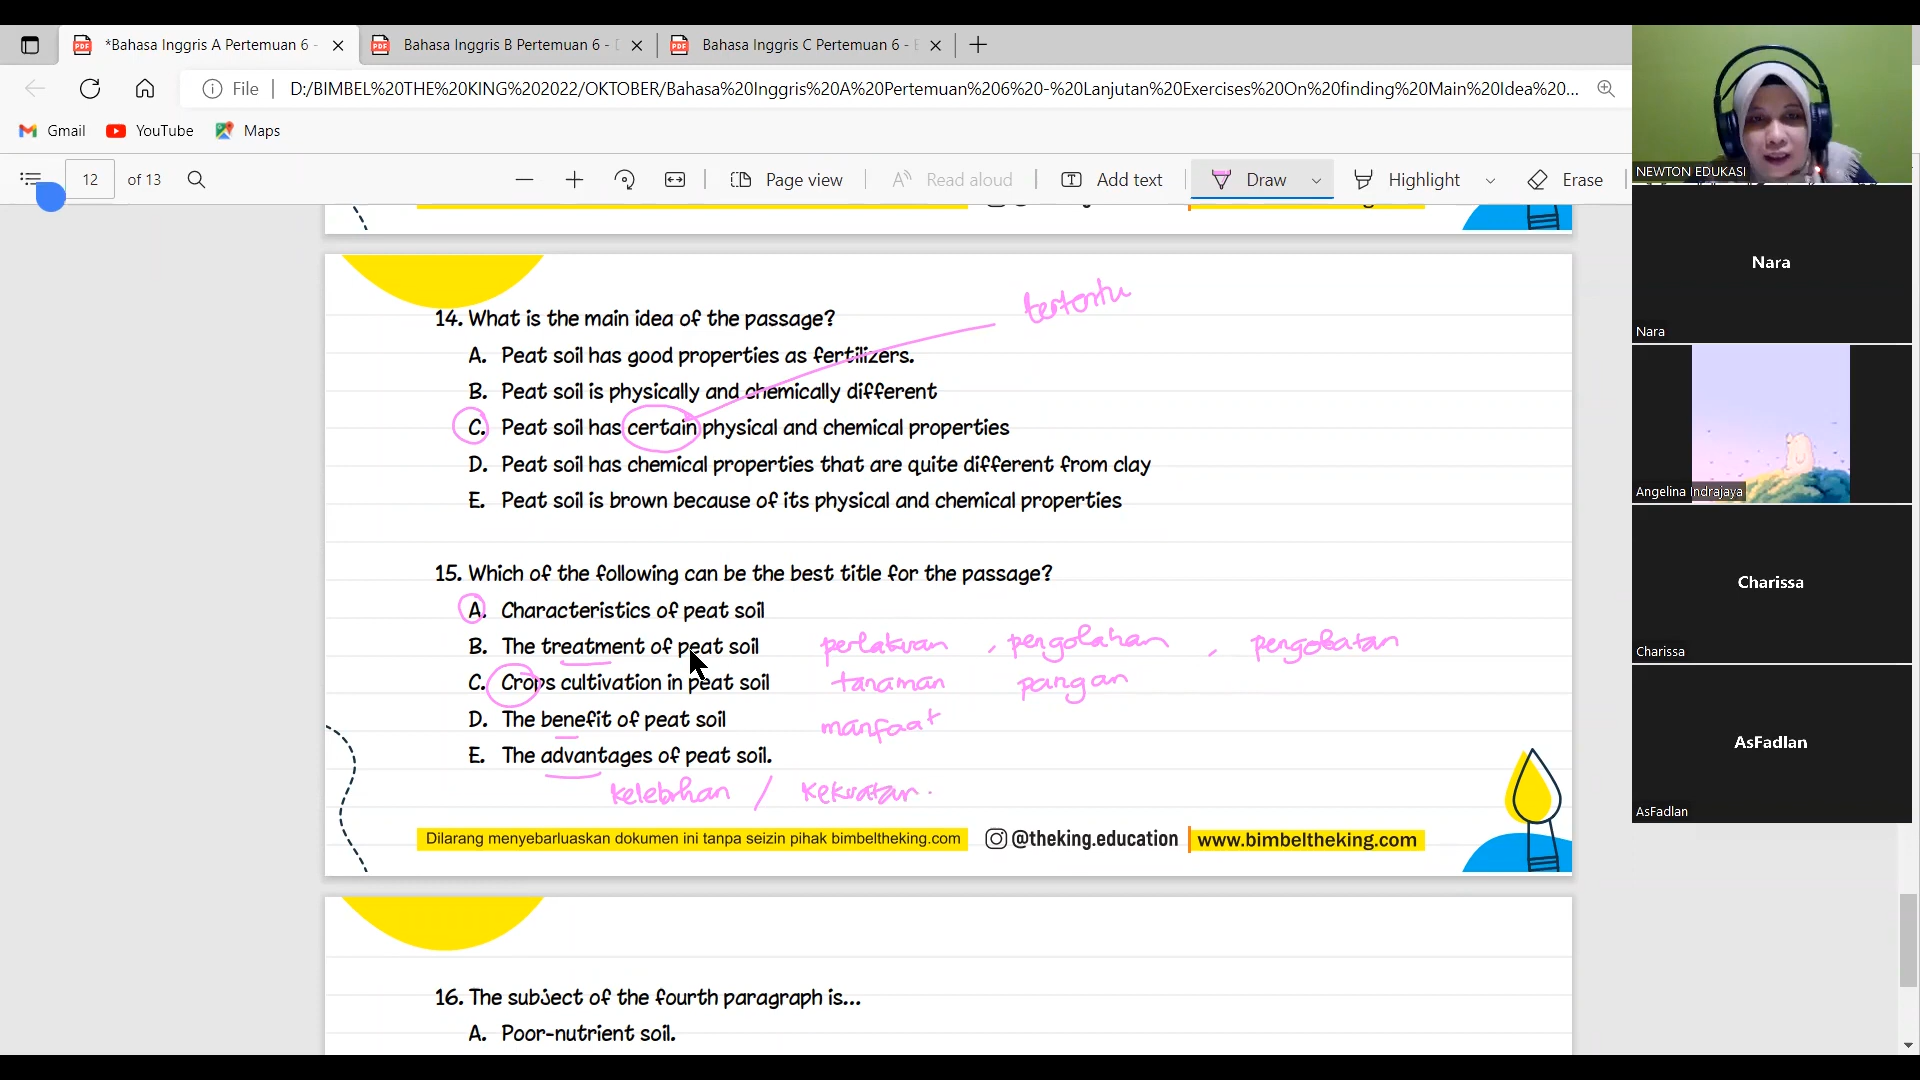 *Bahasa Inggris A Pertemuan 6 -
Bahasa Inggris B Pertemuan 6 -
Bahasa Inggris C Pertemuan 6 -
File
D:/BIMBEL%20THE%20KING%202022/OKTOBER/Bahasa%20Inggris%20A%20Pertemuan%206%20-%20Lanjutan%20Exercises%20On%20finding%20Main%20Idea%20...
Gmail YouTube Maps
12 of 13
Page view
Read aloud
Add text
Draw
Highlight
Erase
14. What is the main idea of the passage?
tertentu
A. Peat soil has good properties as fertilizers.
B. Peat soil is physically and chemically different
C. Peat soil has certain physical and chemical properties
D. Peat soil has chemical properties that are quite different from clay
E. Peat soil is brown because of its physical and chemical properties
15. Which of the following can be the best title for the passage?
A. Characteristics of peat soil
B. The treatment of peat soil perlakuan , pengolahan , pengobatan
C. Crops cultivation in peat soil tanaman pangan
D. The benefit of peat soil manfaat
E. The advantages of peat soil.
kelebihan / kekuatan.
Dilarang menyebarluaskan dokumen ini tanpa seizin pihak bimbeltheking.com
@theking.education
www.bimbeltheking.com
16. The subject of the fourth paragraph is...
A. Poor-nutrient soil.
NEWTON EDUKASI
Nara
Nara
Angelina Indrajaya
Charissa
Charissa
AsFadlan
AsFadlan